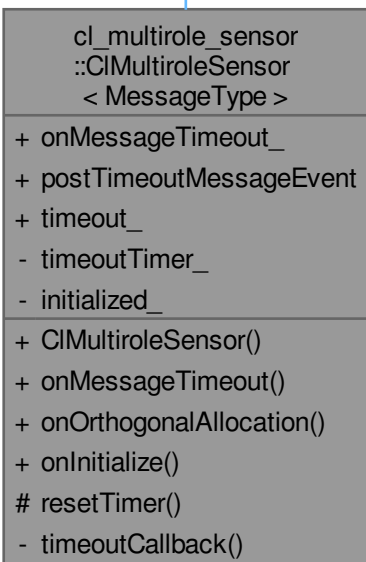 cl_multirole_sensor
::ClMultiroleSensor
< MessageType >
+ onMessageTimeout_
+ postTimeoutMessageEvent
+ timeout_
- timeoutTimer_
- initialized_
+ ClMultiroleSensor()
+ onMessageTimeout()
+ onOrthogonalAllocation()
+ onInitialize()
# resetTimer()
- timeoutCallback()